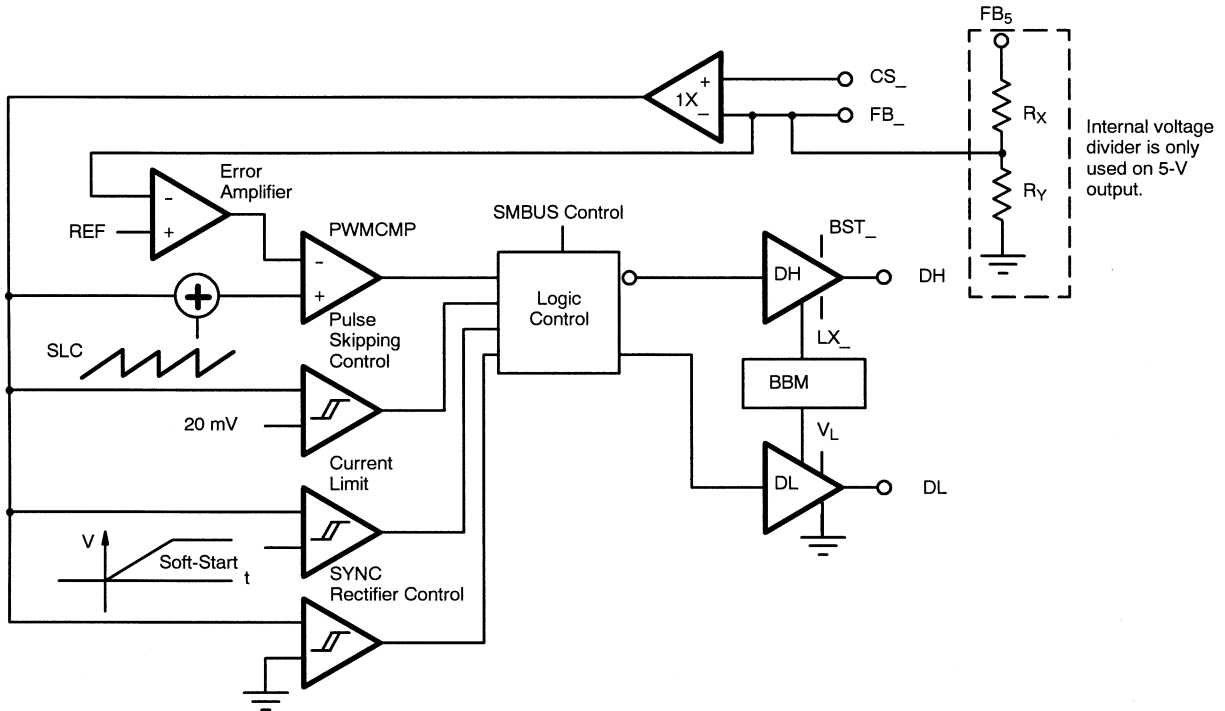 FB5
CS_
1X
+
−
FB_
RX
RY
Internal voltage
divider is only
used on 5-V
output.
Error
Amplifier
−
+
REF
PWMCMP
−
+
SMBUS Control
Logic
Control
DH
BST_
LX_
DH
BBM
VL
DL
DL
+
SLC
Pulse
Skipping
Control
20 mV
Current
Limit
V
Soft-Start
t
SYNC
Rectifier Control